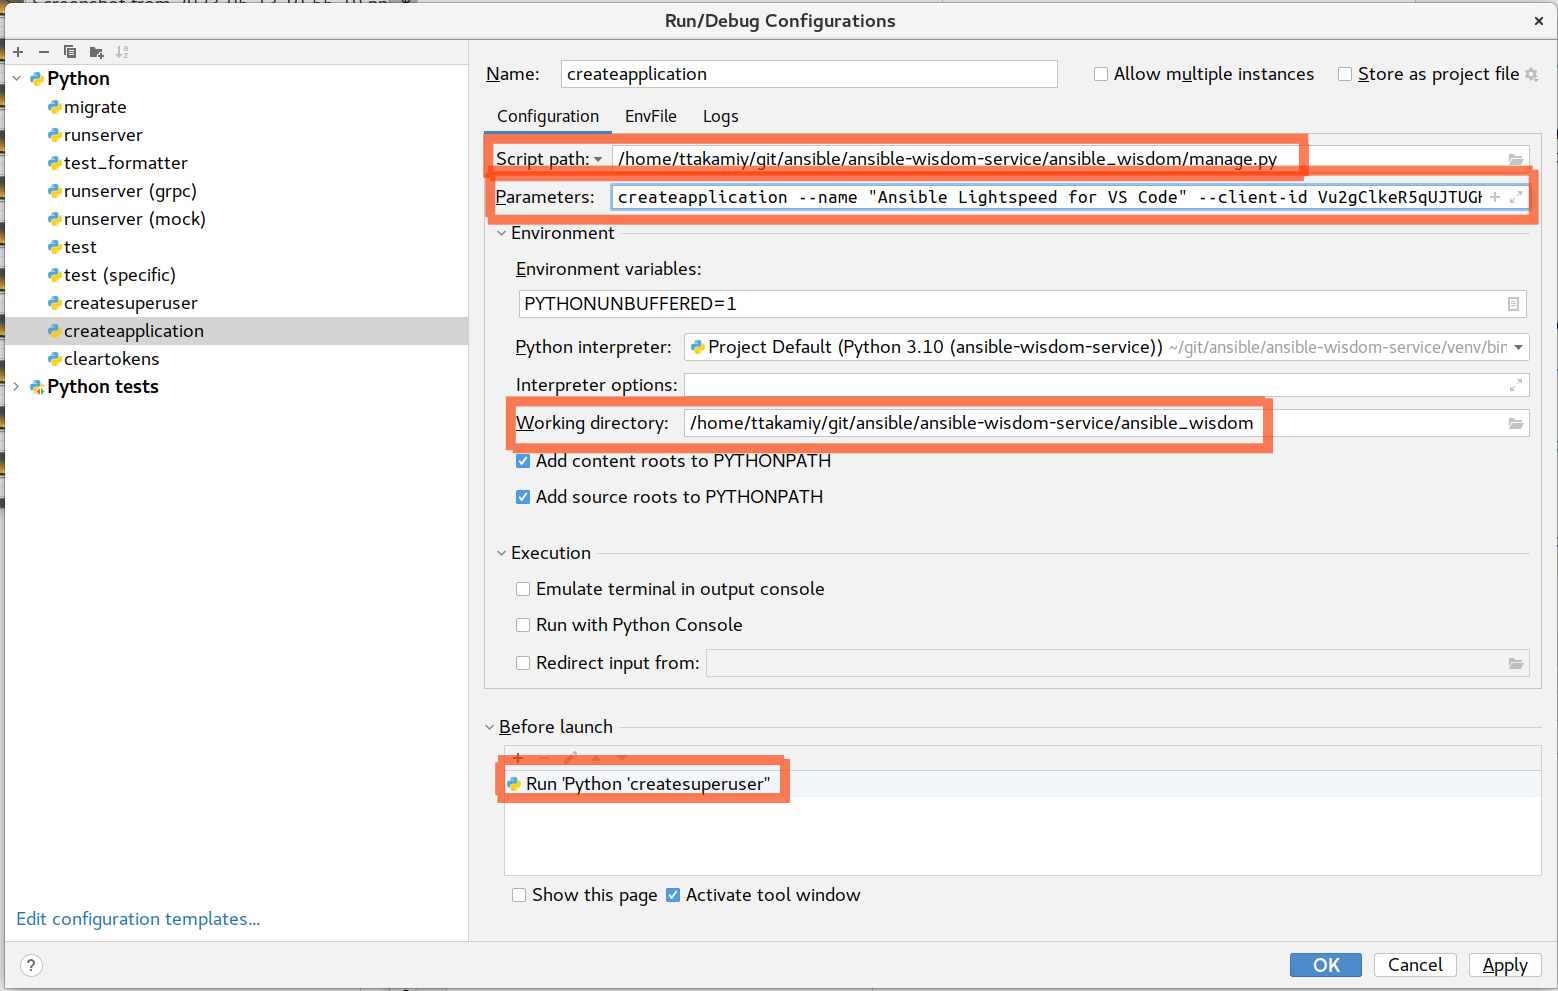 Run/Debug Configurations
Python
migrate
runserver
test_formatter
runserver (grpc)
runserver (mock)
test
test (specific)
createsuperuser
createapplication
cleartokens
Python tests
Edit configuration templates...
Name: createapplication
Allow multiple instances
Store as project file
Configuration EnvFile Logs
Script path: /home/ttakamiy/git/ansible/ansible-wisdom-service/ansible_wisdom/manage.py
Parameters: createapplication --name "Ansible Lightspeed for VS Code" --client-id
Environment
Environment variables:
PYTHONUNBUFFERED=1
Python interpreter: Project Default (Python 3.10 (ansible-wisdom-service)) ~/git/ansible/ansible-wisdom-service/venv/bin
Interpreter options:
Working directory: /home/ttakamiy/git/ansible/ansible-wisdom-service/ansible_wisdom
Add content roots to PYTHONPATH
Add source roots to PYTHONPATH
Execution
Emulate terminal in output console
Run with Python Console
Redirect input from:
Before launch
Run 'Python 'createsuperuser''
Show this page Activate tool window
? OK Cancel Apply